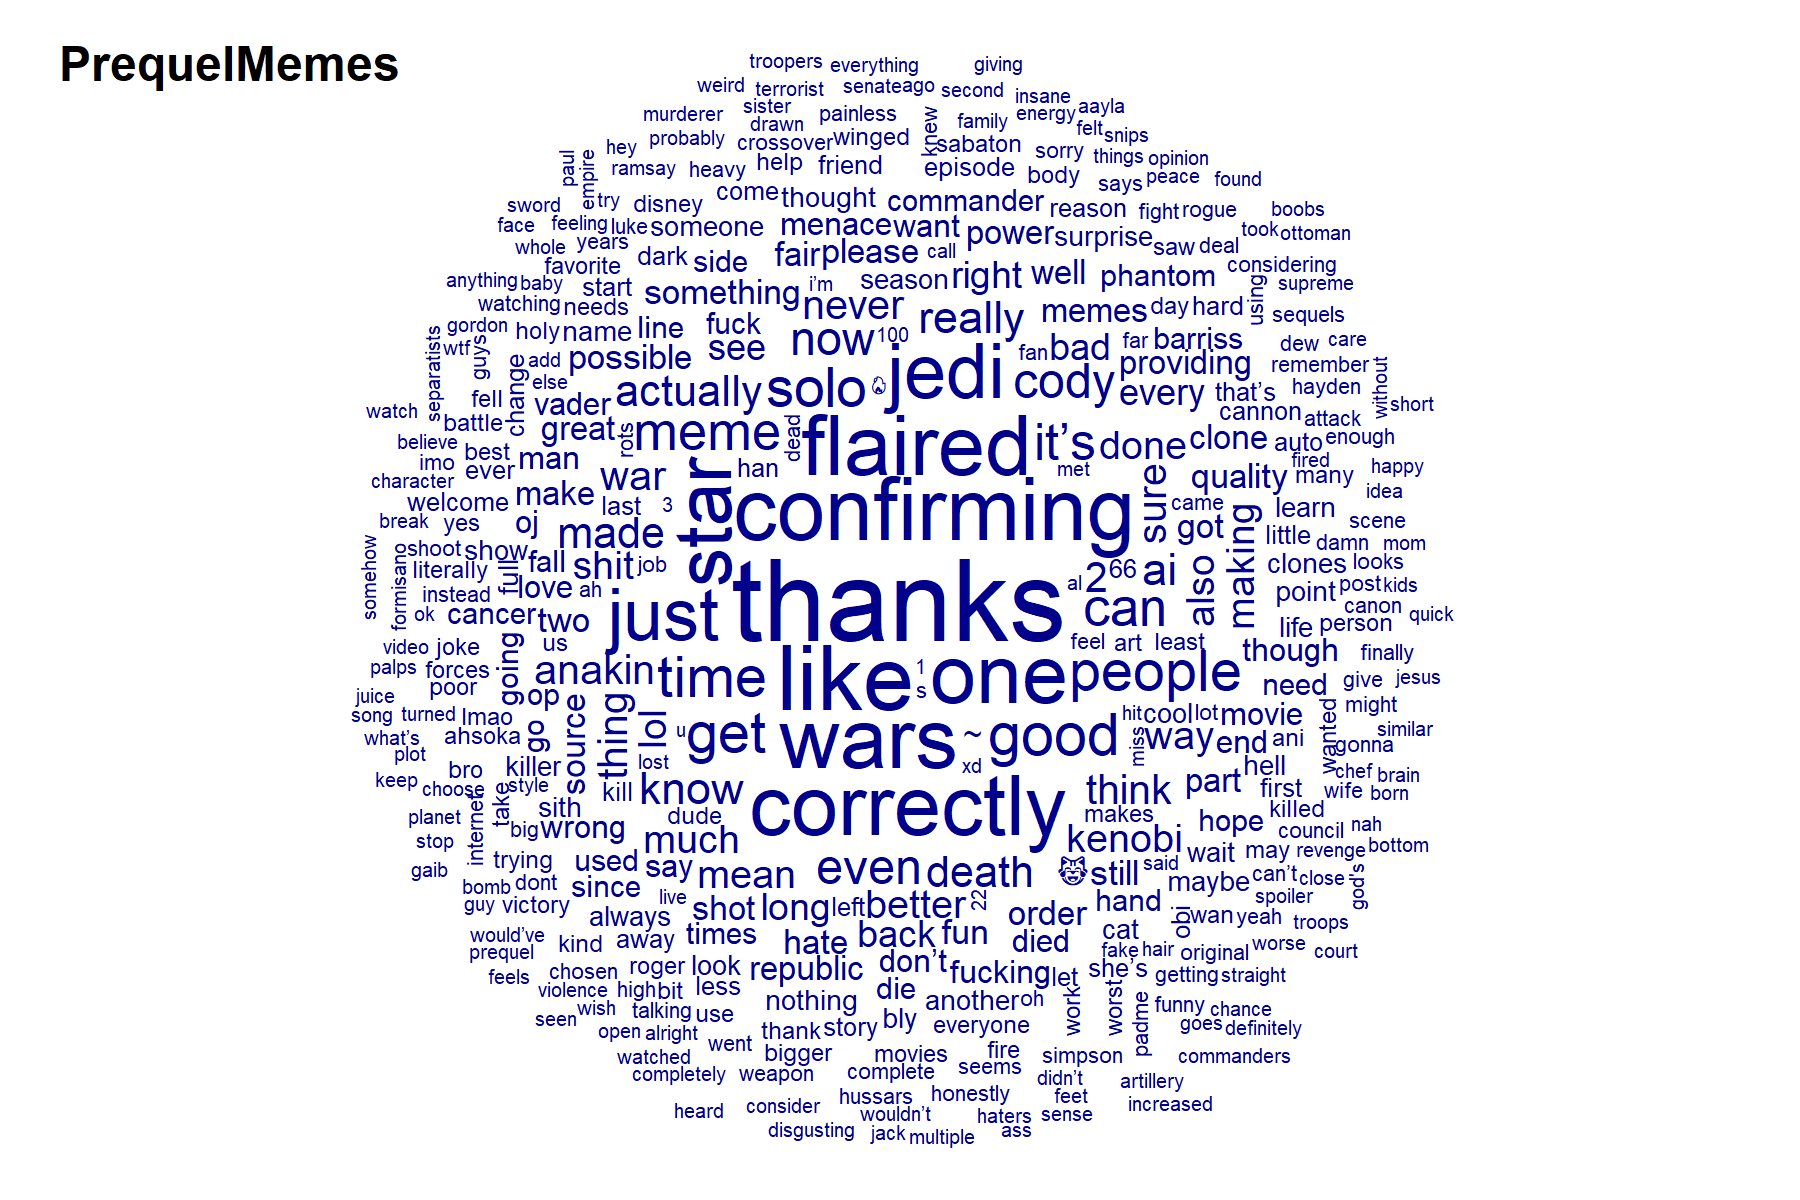 PrequelMemes
troopers everything giving
weird terrorist senate ago second insane
murderer sister painless family energy aayla
drawn knew felt snips
hey probably crossover winged sabaton sorry things opinion
paul empire ramsay heavy help friend episode body says peace found
sword try disney come thought commander reason fight rogue boobs
face feeling luke someone menace want power surprise took ottoman
whole years dark side fair please call saw deal
favorite season right well phantom considering
anything baby start something i'm never memes day hard using supreme
watching needs really sequels
separatists gordon holy name line fuck now 100 fan bad far barriss dew care
wtf guys add possible see jedi providing remember
change else actually solo cody every that's hayden without
watch fell vader cannon attack short
battle great rots meme dead flaired it's done clone auto enough
believe best man han met fired happy
imo ever war star quality many
character make confirming sure came idea
welcome last 3 got making learn
break yes oj made little scene
somehow formisano shoot show fall shit job damn mom
literally full love ah thanks al 2 66 ai also clones looks
instead just can point post kids
ok cancer two canon quick
video joke us feel art least life person
palps forces going anakin time like 1 one people though finally
poor op s need give jesus
juice song turned lmao source thing lol u get wars ~ good hit cool lot movie might
what's ahsoka go miss way end ani wanted similar
plot lost xd gonna
bro killer hell chef brain
keep choose style kill know correctly think part first wife born
planet internet take sith dude makes killed
stop big wrong much kenobi hope council nah
gaib trying used say even death still said wait may revenge bottom
bomb dont since mean maybe can't close god's
guy victory live shot long left better 22 hand spoiler
always order obi wan yeah troops
would've kind away times hate back fun died cat
prequel fake hair original worse court
feels chosen roger look republic don't fucking let she's getting straight
violence high bit less die
seen wish talking use nothing another oh work worst funny chance
open alright thank story bly everyone padme goes definitely
watched went bigger movies fire simpson commanders
completely weapon complete seems didn't artillery
heard consider hussars honestly feet increased
wouldn't haters sense
disgusting jack multiple ass